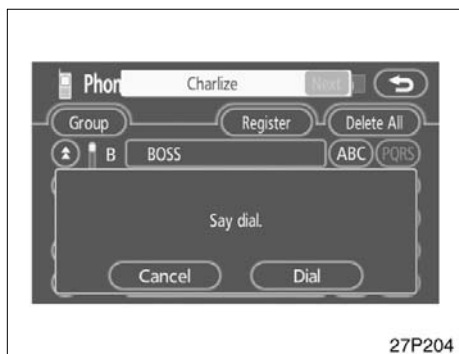 Phon Charlize Next
Group Register Delete All
B BOSS ABC PQRS
Say dial.
Cancel Dial
27P204